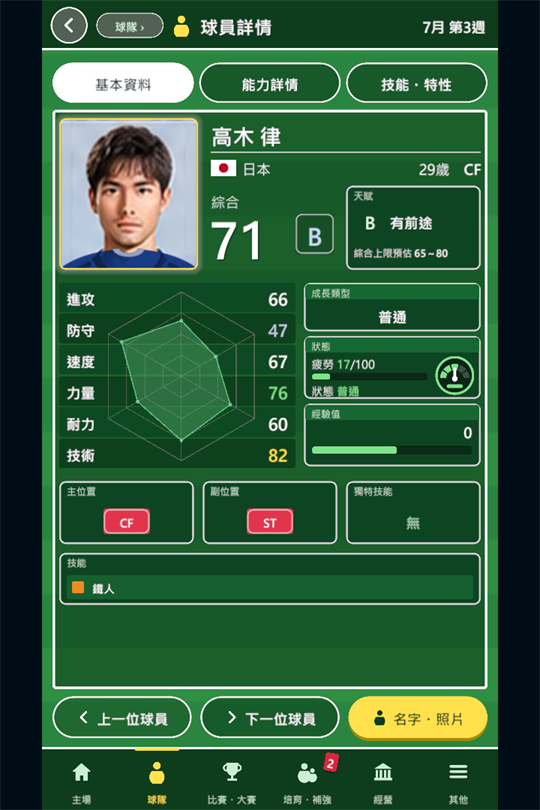 球隊 ›
球員詳情
7月 第3週
基本資料
能力詳情
技能・特性
高木 律
日本
29歲 CF
綜合
71
B
天賦
B 有前途
綜合上限預估 65~80
進攻 66
防守 47
速度 67
力量 76
耐力 60
技術 82
成長類型
普通
狀態
疲勞 17/100
狀態 普通
經驗值
0
主位置
CF
副位置
ST
獨特技能
無
技能
鐵人
上一位球員
下一位球員
名字・照片
主場
球隊
比賽・大賽
2
培育・補強
經營
其他